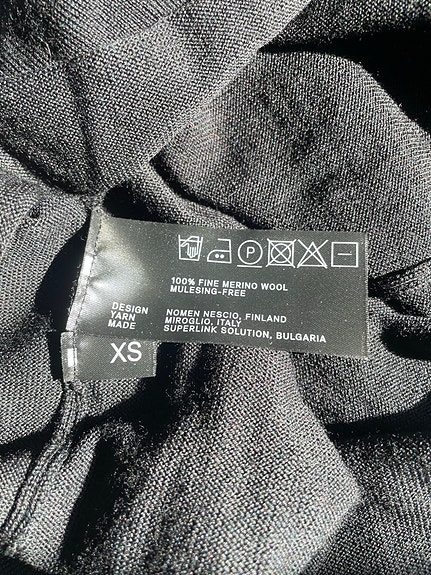 P
100% FINE MERINO WOOL
MULESING-FREE
DESIGN NOMEN NESCIO, FINLAND
YARN MIROGLIO, ITALY
MADE SUPERLINK SOLUTION, BULGARIA
XS